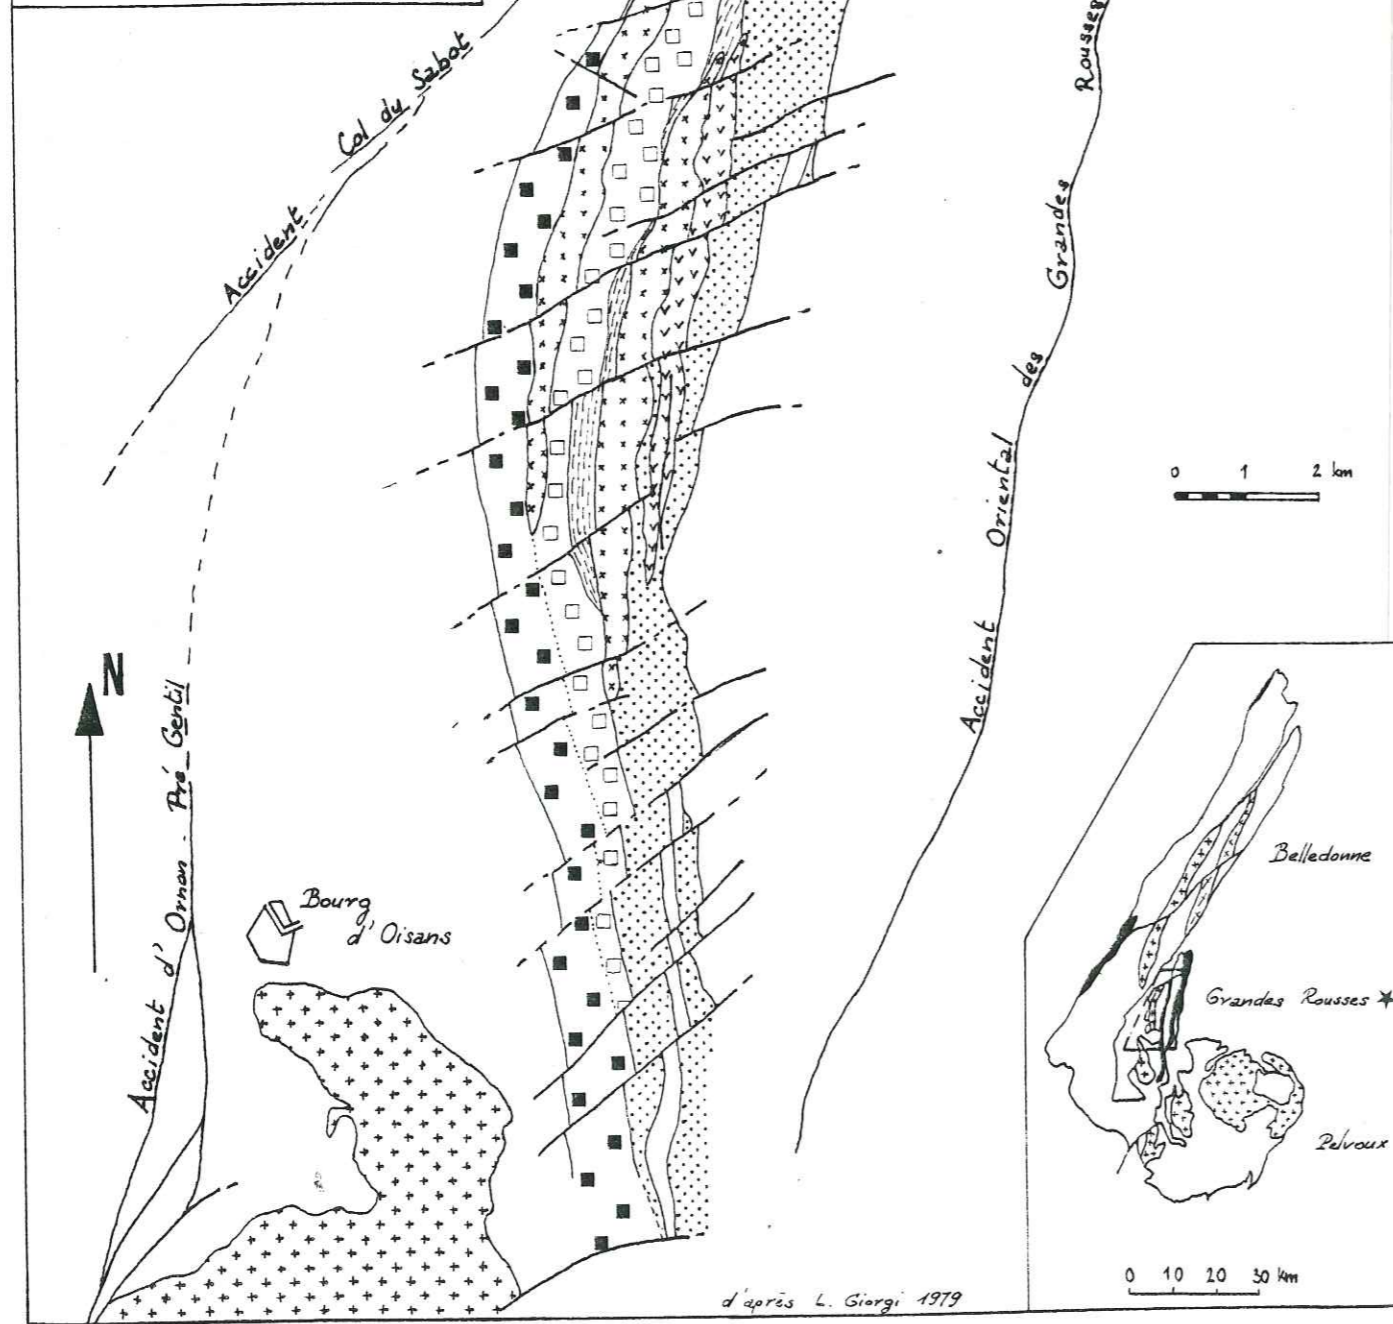 Accident Col du Sabot
Rousses
Accident Oriental des Grandes
0 1 2 km
N
Accident d' Ornon - Pré Gentil
Bourg
d' Oisans
Belledonne
Grandes Rousses
Pelvoux
0 10 20 30 km
d'après L. Giorgi 1979